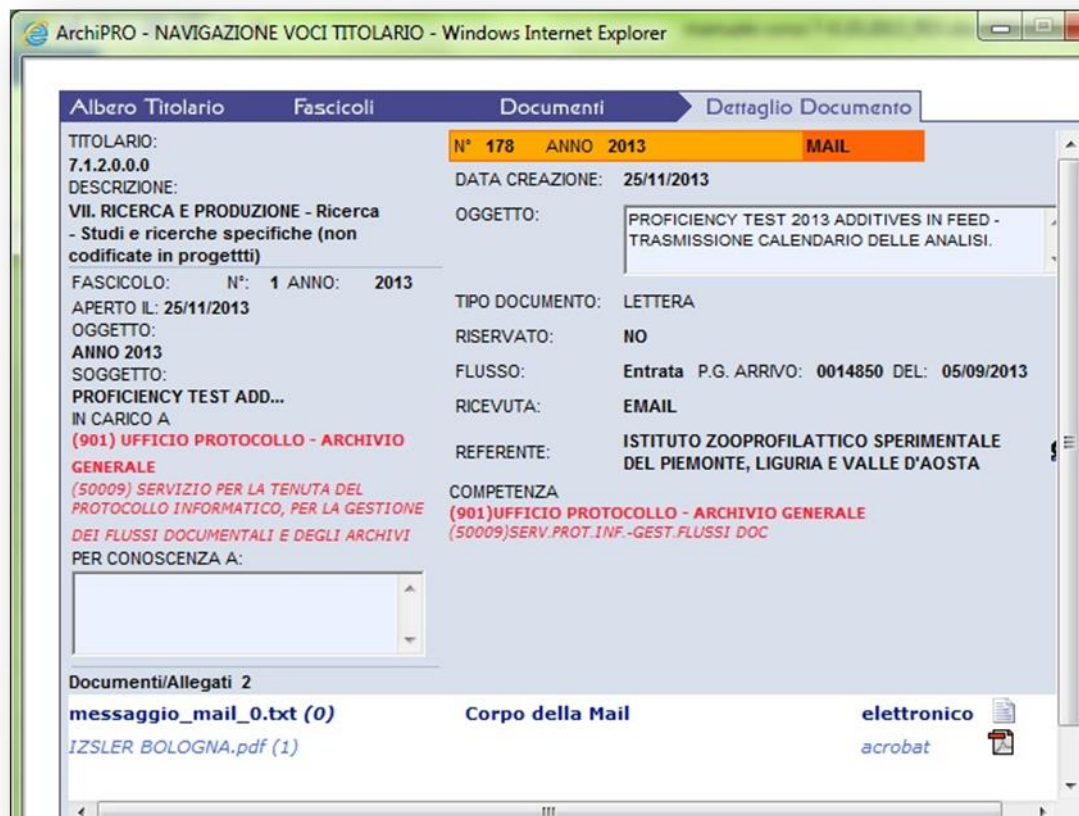 ArchiPRO - NAVIGAZIONE VOCI TITOLARIO - Windows Internet Explorer
Albero Titolario Fascicoli Documenti Dettaglio Documento
TITOLARIO:
7.1.2.0.0.0
DESCRIZIONE:
VII. RICERCA E PRODUZIONE - Ricerca
- Studi e ricerche specifiche (non
codificate in progettti)
FASCICOLO: N°: 1 ANNO: 2013
APERTO IL: 25/11/2013
OGGETTO:
ANNO 2013
SOGGETTO:
PROFICIENCY TEST ADD...
IN CARICO A
(901) UFFICIO PROTOCOLLO - ARCHIVIO
GENERALE
(50009) SERVIZIO PER LA TENUTA DEL
PROTOCOLLO INFORMATICO, PER LA GESTIONE
DEI FLUSSI DOCUMENTALI E DEGLI ARCHIVI
PER CONOSCENZA A:
N° 178 ANNO 2013 MAIL
DATA CREAZIONE: 25/11/2013
OGGETTO: PROFICIENCY TEST 2013 ADDITIVES IN FEED -
TRASMISSIONE CALENDARIO DELLE ANALISI.
TIPO DOCUMENTO: LETTERA
RISERVATO: NO
FLUSSO: Entrata P.G. ARRIVO: 0014850 DEL: 05/09/2013
RICEVUTA: EMAIL
REFERENTE: ISTITUTO ZOOPROFILATTICO SPERIMENTALE
DEL PIEMONTE, LIGURIA E VALLE D'AOSTA
COMPETENZA
(901)UFFICIO PROTOCOLLO - ARCHIVIO GENERALE
(50009)SERV.PROT.INF.-GEST.FLUSSI DOC
Documenti/Allegati 2
messaggio_mail_0.txt (0) Corpo della Mail elettronico
IZSLER BOLOGNA.pdf (1) acrobat